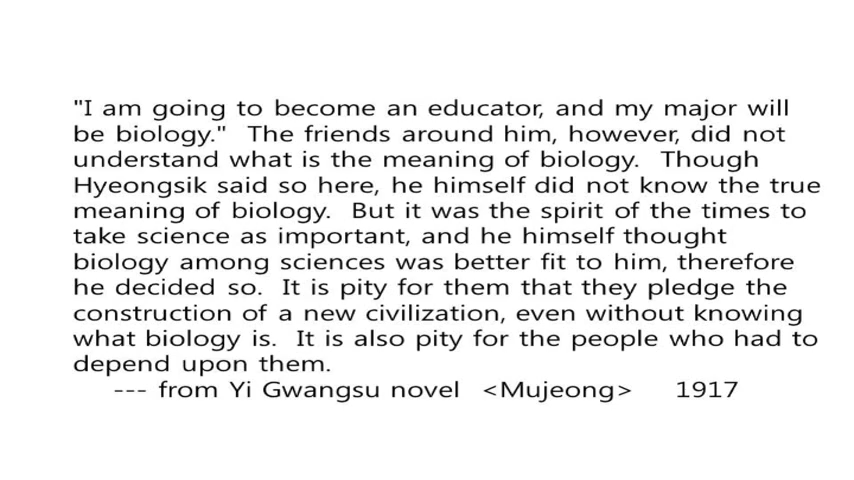 "I am going to become an educator, and my major will
be biology."  The friends around him, however, did not
understand what is the meaning of biology.  Though
Hyeongsik said so here, he himself did not know the true
meaning of biology.  But it was the spirit of the times to
take science as important, and he himself thought
biology among sciences was better fit to him, therefore
he decided so.  It is pity for them that they pledge the
construction of a new civilization, even without knowing
what biology is.  It is also pity for the people who had to
depend upon them.
--- from Yi Gwangsu novel  <Mujeong>    1917